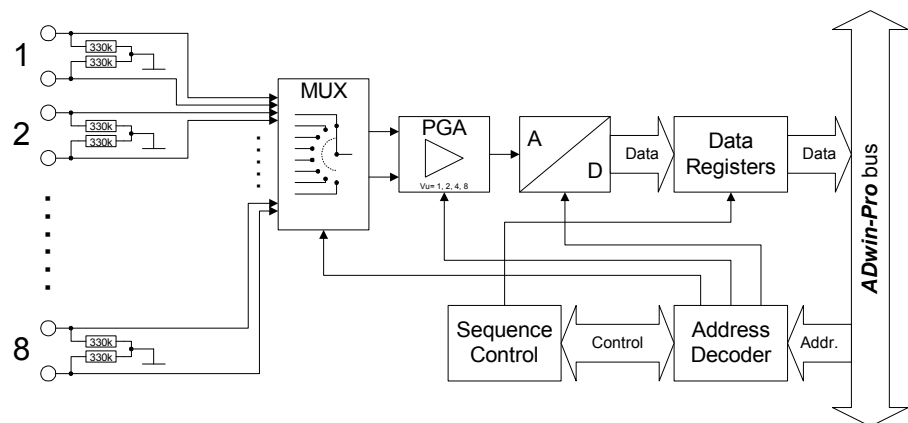 1
330k
330k
2
330k
330k
8
330k
330k
MUX
PGA
Vu= 1, 2, 4, 8
A
D
Data
Data
Registers
Data
Sequence
Control
Control
Address
Decoder
Addr.
ADwin-Pro bus